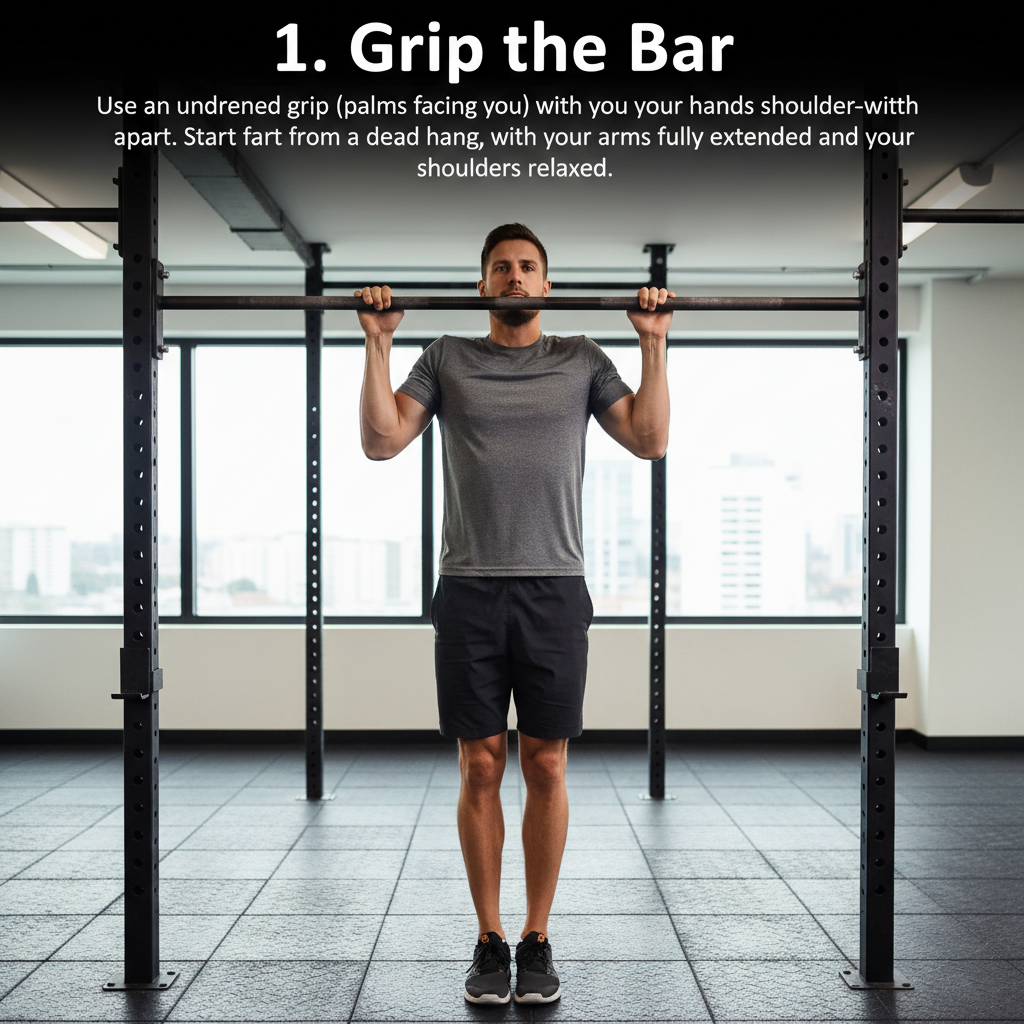 1. Grip the Bar
Use an undrened grip (palms facing you) with you your hands shoulder-witth
apart. Start fart from a dead hang, with your arms fully extended and your
shoulders relaxed.